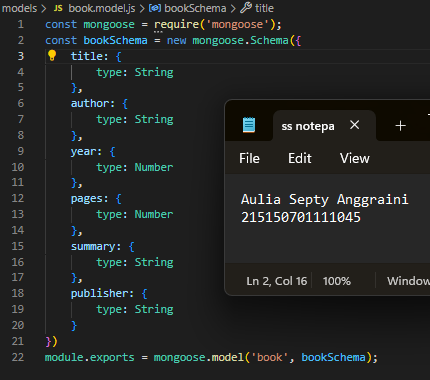 models > JS book.model.js > bookSchema > title
1 const mongoose = require('mongoose');
2 const bookSchema = new mongoose.Schema({
3 title: {
4 type: String
5 },
6 author: {
7 type: String
8 },
9 year: {
10 type: Number
11 },
12 pages: {
13 type: Number
14 },
15 summary: {
16 type: String
17 },
18 publisher: {
19 type: String
20 }
21 })
22 module.exports = mongoose.model('book', bookSchema);
ss notepa
File Edit View
Aulia Septy Anggraini
215150701111045
Ln 2, Col 16 100% Window